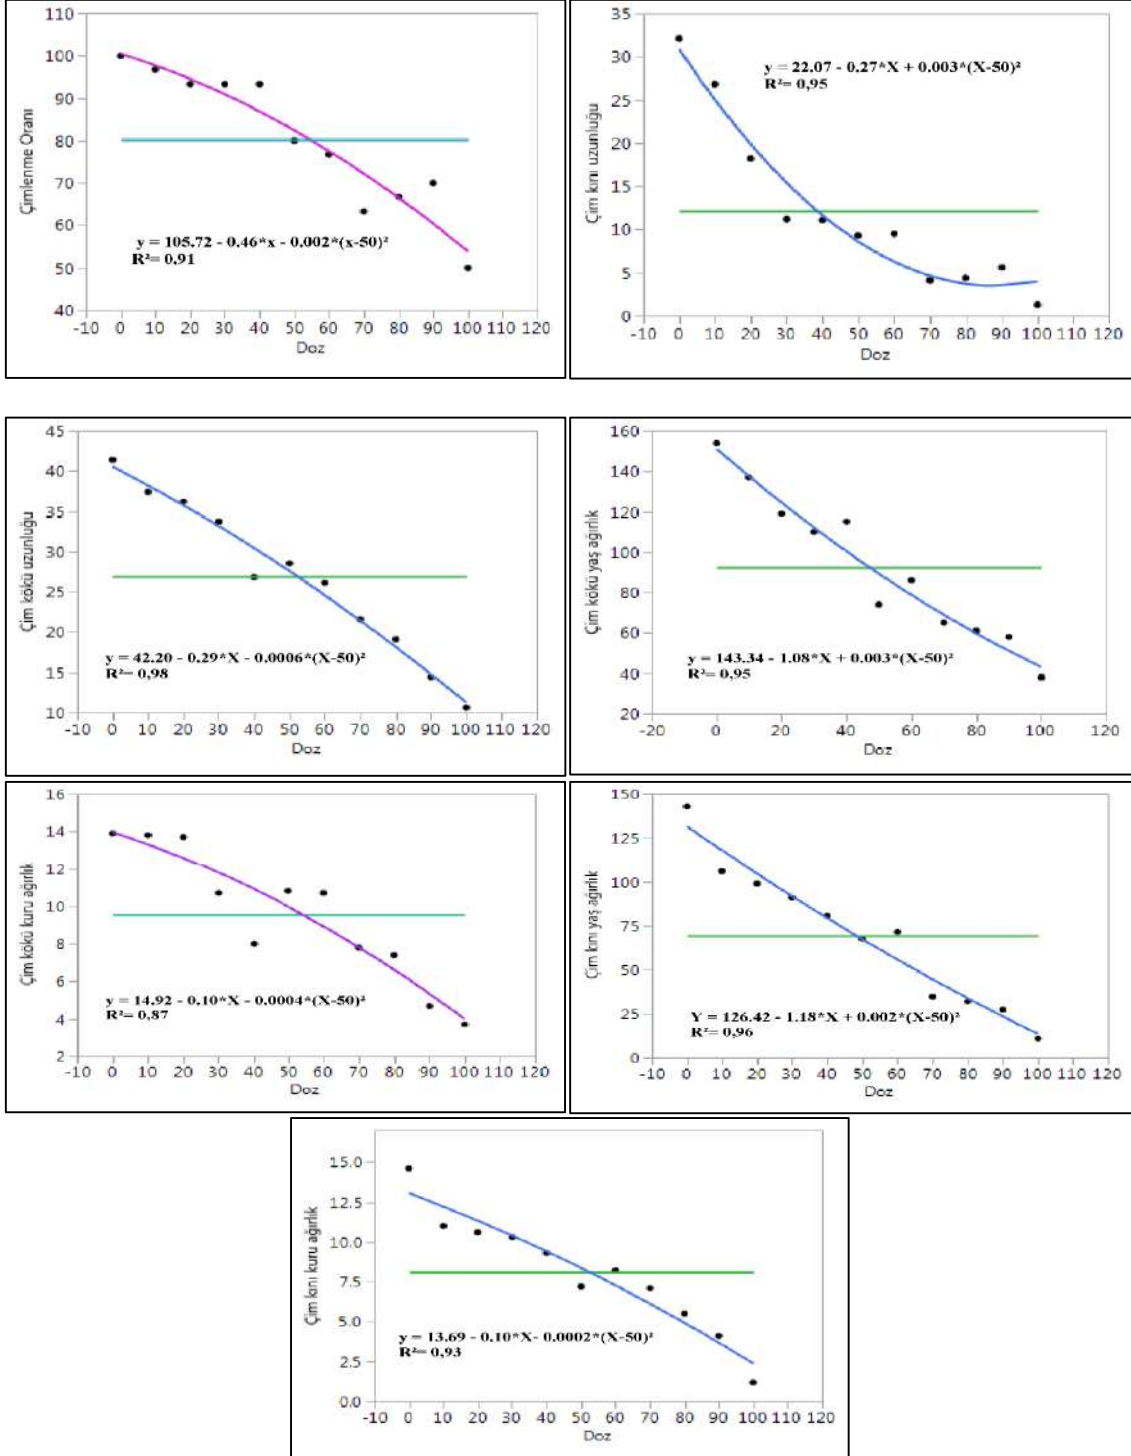 110
100
90
80
70
60
50
40
Çimlenme Oranı
y = 105.72 - 0.46*x - 0.002*(x-50)²
R²= 0,91
-10 0 10 20 30 40 50 60 70 80 90 100 110 120
Doz
35
30
25
20
15
10
5
0
Çim kını uzunluğu
y = 22.07 - 0.27*X + 0.003*(X-50)²
R²= 0,95
-10 0 10 20 30 40 50 60 70 80 90 100 110 120
Doz
45
40
35
30
25
20
15
10
Çim kökü uzunluğu
y = 42.20 - 0.29*X - 0.0006*(X-50)²
R²= 0,98
-10 0 10 20 30 40 50 60 70 80 90 100 110 120
Doz
160
140
120
100
80
60
40
20
Çim kökü yaş ağırlık
y = 143.34 - 1.08*X + 0.003*(X-50)²
R²= 0,95
-20 0 20 40 60 80 100 120
Doz
16
14
12
10
8
6
4
2
Çim kökü kuru ağırlık
y = 14.92 - 0.10*X - 0.0004*(X-50)²
R²= 0,87
-10 0 10 20 30 40 50 60 70 80 90 100 110 120
Doz
150
125
100
75
50
25
0
Çim kını yaş ağırlık
Y = 126.42 - 1.18*X + 0.002*(X-50)²
R²= 0,96
-10 0 10 20 30 40 50 60 70 80 90 100 110 120
Doz
15.0
12.5
10.0
7.5
5.0
2.5
0.0
Çim kını kuru ağırlık
y = 13.69 - 0.10*X- 0.0002*(X-50)²
R²= 0,93
-10 0 10 20 30 40 50 60 70 80 90 100 110 120
Doz